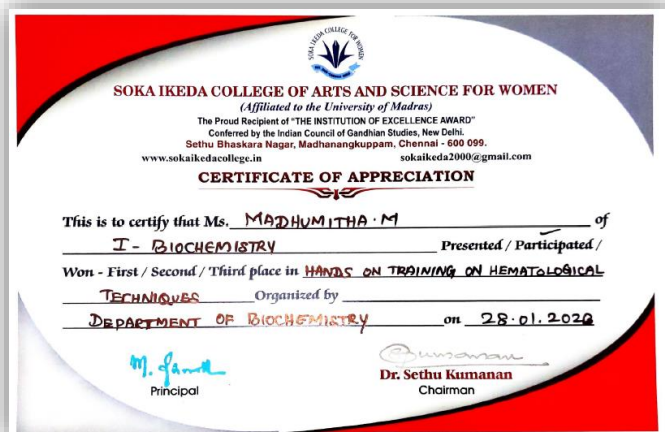 SOKA IKEDA COLLEGE FOR WOMEN
SOKA IKEDA COLLEGE OF ARTS AND SCIENCE FOR WOMEN
(Affiliated to the University of Madras)
The Proud Recipient of "THE INSTITUTION OF EXCELLENCE AWARD"
Conferred by the Indian Council of Gandhian Studies, New Delhi.
Sethu Bhaskara Nagar, Madhanangkuppam, Chennai - 600 099.
www.sokaikedacollege.in sokaikeda2000@gmail.com
CERTIFICATE OF APPRECIATION
This is to certify that Ms. MADHUMITHA.M of
I - BIOCHEMISTRY Presented / Participated /
Won - First / Second / Third place in HANDS ON TRAINING ON HEMATOLOGICAL
TECHNIQUES Organized by
DEPARTMENT OF BIOCHEMISTRY on 28.01.2020
Principal
Dr. Sethu Kumanan
Chairman